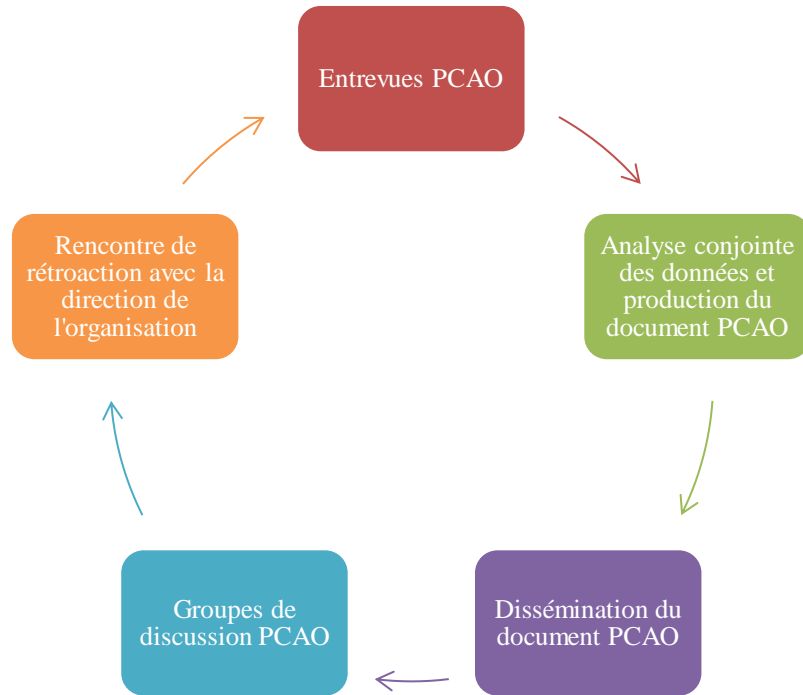 Entrevues PCAO
Analyse conjointe
des données et
production du
document PCAO
Dissémination du
document PCAO
Groupes de
discussion PCAO
Rencontre de
rétroaction avec la
direction de
l'organisation